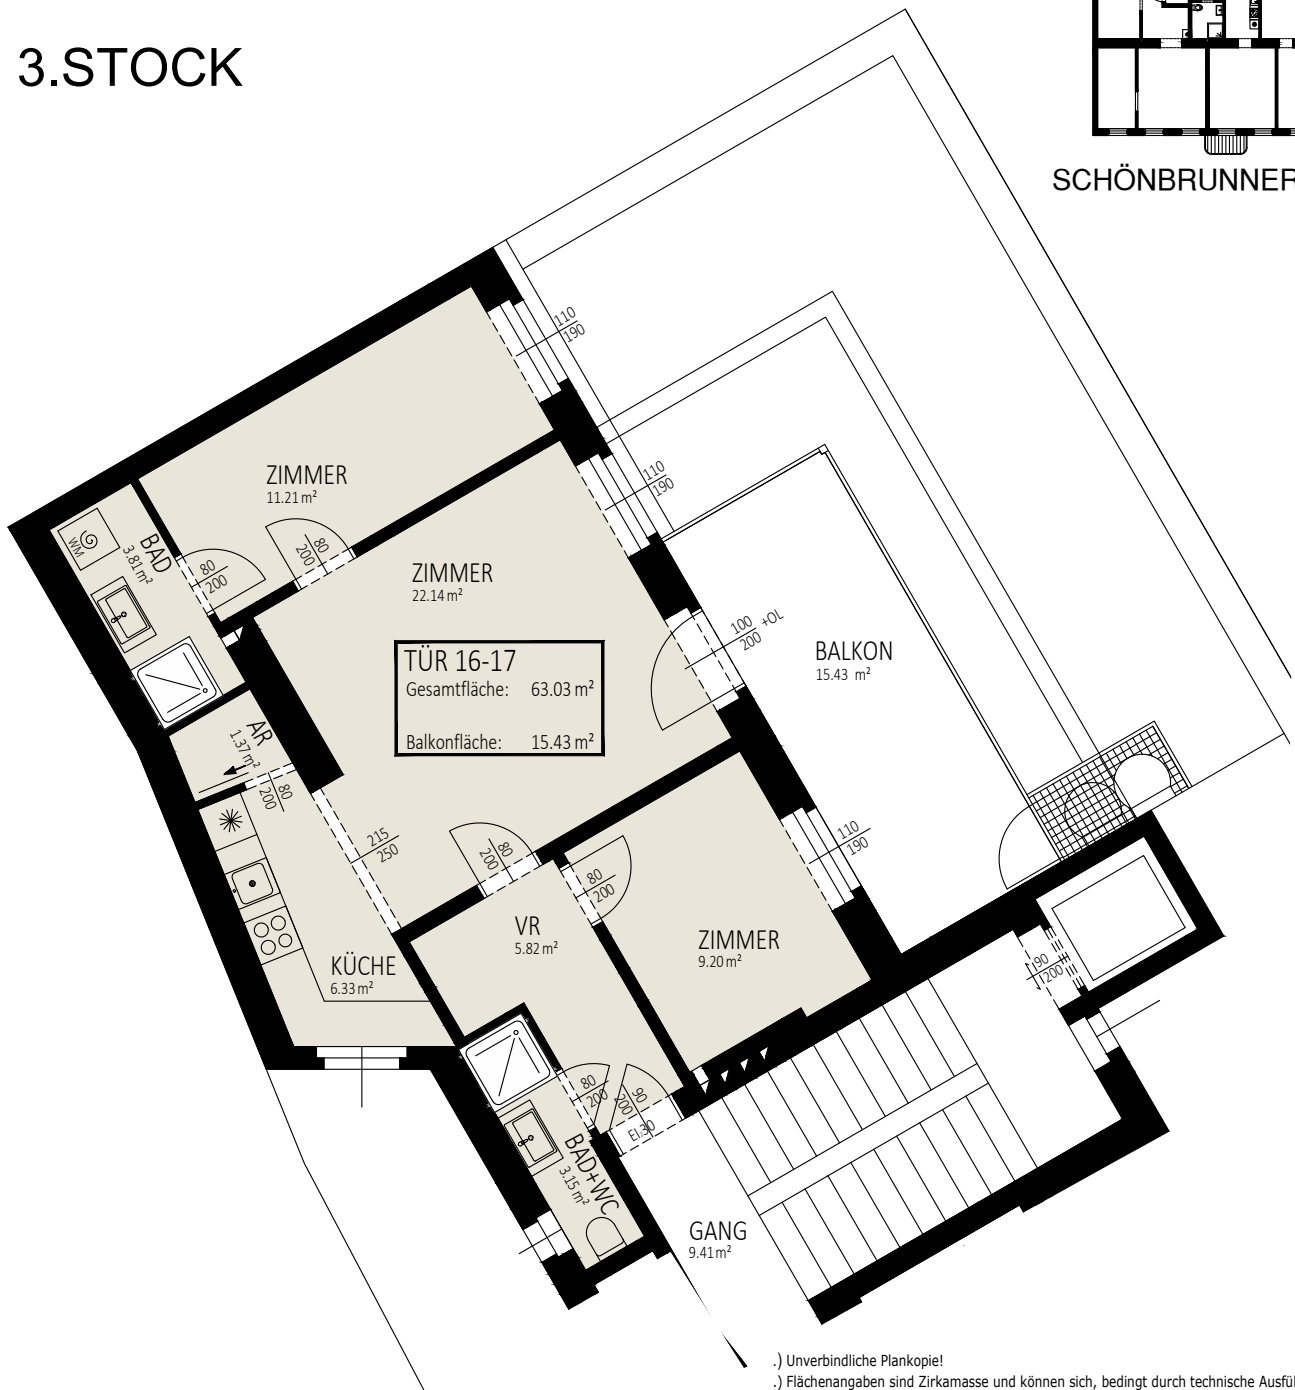 3.STOCK
SCHÖNBRUNNER
110
190
ZIMMER
11.21 m²
110
190
BAD
3.81 m²
WM
80
200
80
200
ZIMMER
22.14 m²
100
200
+OL
BALKON
15.43 m²
TÜR 16-17
Gesamtfläche: 63.03 m²
Balkonfläche: 15.43 m²
AR
1.37 m²
80
200
215
250
80
200
110
190
80
200
VR
5.82 m²
ZIMMER
9.20 m²
KÜCHE
6.33 m²
90
200
80
200
90
200
EI₂30
BAD+WC
3.15 m²
GANG
9.41 m²
.) Unverbindliche Plankopie!
.) Flächenangaben sind Zirkamasse und können sich, bedingt durch technische Ausfü